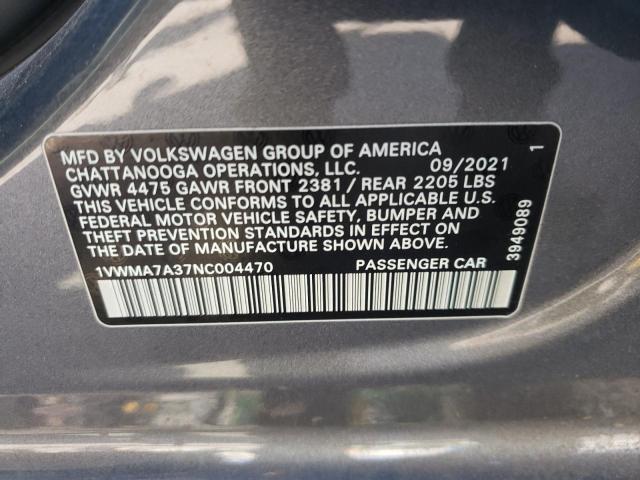 MFD BY VOLKSWAGEN GROUP OF AMERICA
CHATTANOOGA OPERATIONS, LLC. 09/2021
GVWR 4475 GAWR FRONT 2381 / REAR 2205 LBS
THIS VEHICLE CONFORMS TO ALL APPLICABLE U.S.
FEDERAL MOTOR VEHICLE SAFETY, BUMPER AND
THEFT PREVENTION STANDARDS IN EFFECT ON
THE DATE OF MANUFACTURE SHOWN ABOVE.
1VWMA7A37NC004470 PASSENGER CAR
3949089 1